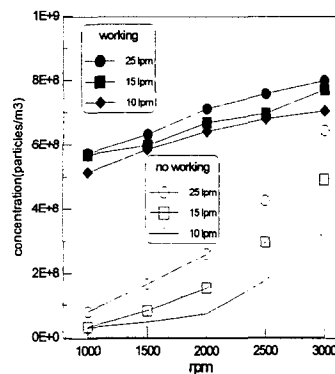 1E+9
working
25 lpm
15 lpm
10 lpm
8E+8
6E+8
concentration(particles/m3)
no working
4E+8
25 lpm
15 lpm
10 lpm
2E+8
0E+0
1000 1500 2000 2500 3000
rpm